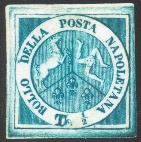 BOLLO DELLA POSTA NAPOLETANA
T ½